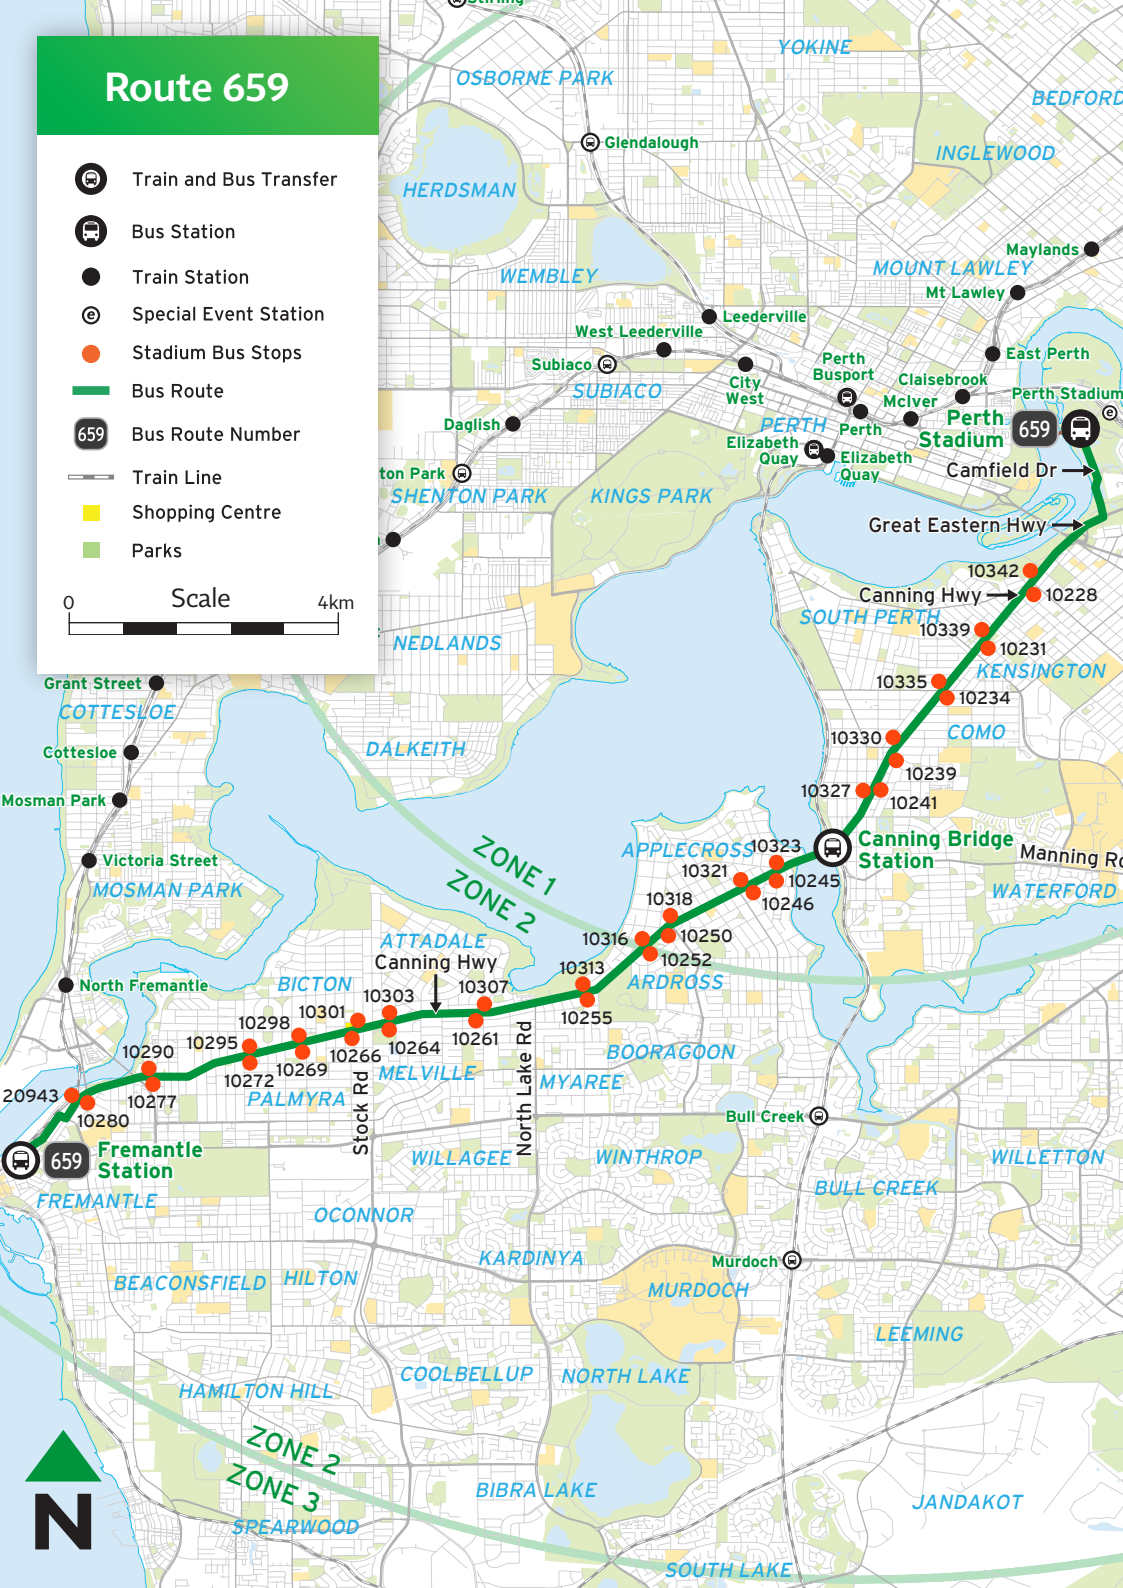 Stirling
Route 659
Train and Bus Transfer
Bus Station
Train Station
e
Special Event Station
Stadium Bus Stops
Bus Route
659
Bus Route Number
Train Line
Shopping Centre
Parks
Scale
0
4km
YOKINE
OSBORNE PARK
BEDFORD
Glendalough
INGLEWOOD
HERDSMAN
Maylands
WEMBLEY
MOUNT LAWLEY
Mt Lawley
Leederville
West Leederville
East Perth
Subiaco
Perth
Busport
City
West
Claisebrook
SUBIACO
McIver
Perth Stadium
e
Daglish
PERTH
Perth
Perth
Stadium
659
Elizabeth
Quay
Elizabeth
Quay
ton Park
Camfield Dr
SHENTON PARK
KINGS PARK
Great Eastern Hwy
10342
Canning Hwy
10228
SOUTH PERTH
10339
10231
NEDLANDS
KENSINGTON
Grant Street
10335
10234
COTTESLOE
COMO
Cottesloe
DALKEITH
10330
10239
Mosman Park
10327
10241
Victoria Street
ZONE 1
ZONE 2
APPLECROSS
10323
Canning Bridge
Station
Manning Rd
MOSMAN PARK
10321
10245
WATERFORD
10318
10246
ATTADALE
10316
10250
Canning Hwy
10252
North Fremantle
BICTON
10313
ARDROSS
10303
10307
10301
10298
10255
10295
10261
10290
10266
10264
BOORAGOON
10269
10272
MELVILLE
MYAREE
20943
10277
PALMYRA
10280
Stock Rd
North Lake Rd
Bull Creek
659
Fremantle
Station
WILLAGEE
WINTHROP
WILLETTON
FREMANTLE
BULL CREEK
OCONNOR
KARDINYA
Murdoch
BEACONSFIELD
HILTON
MURDOCH
LEEMING
COOLBELLUP
NORTH LAKE
HAMILTON HILL
ZONE 2
ZONE 3
BIBRA LAKE
JANDAKOT
N
SPEARWOOD
SOUTH LAKE